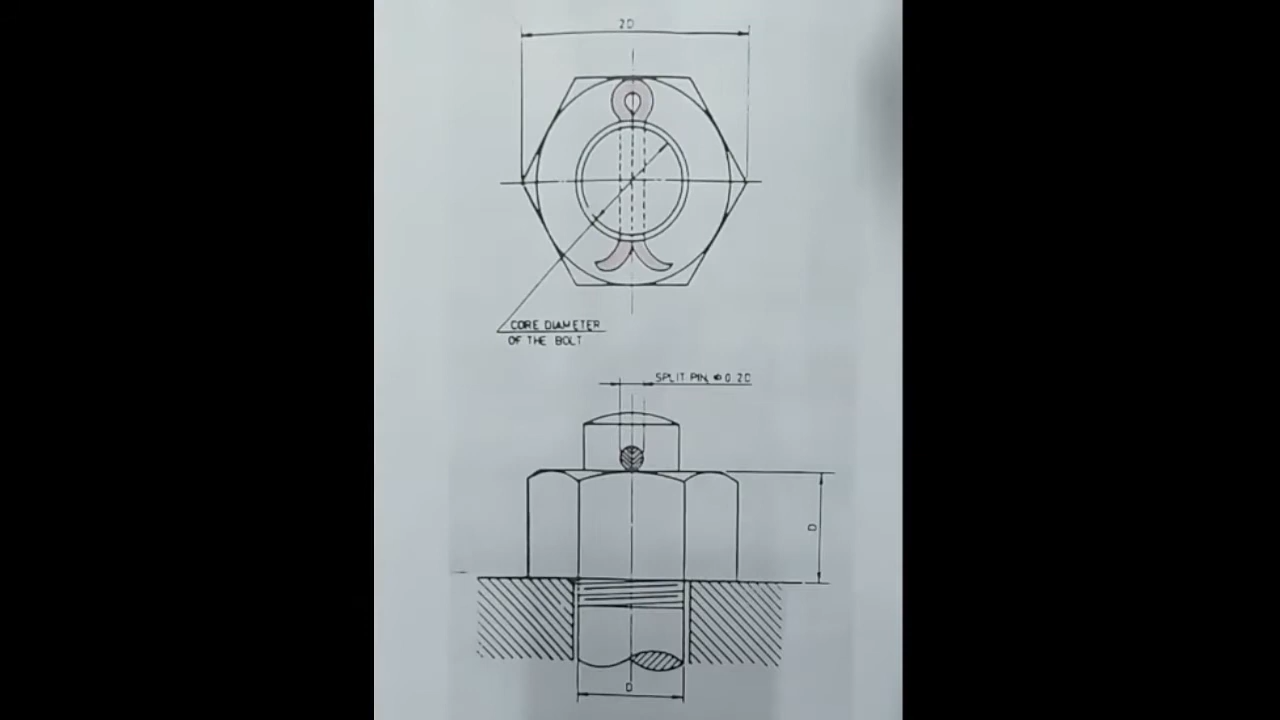 2D
CORE DIAMETER
OF THE BOLT
SPLIT PIN, Φ 0.2D
D
D